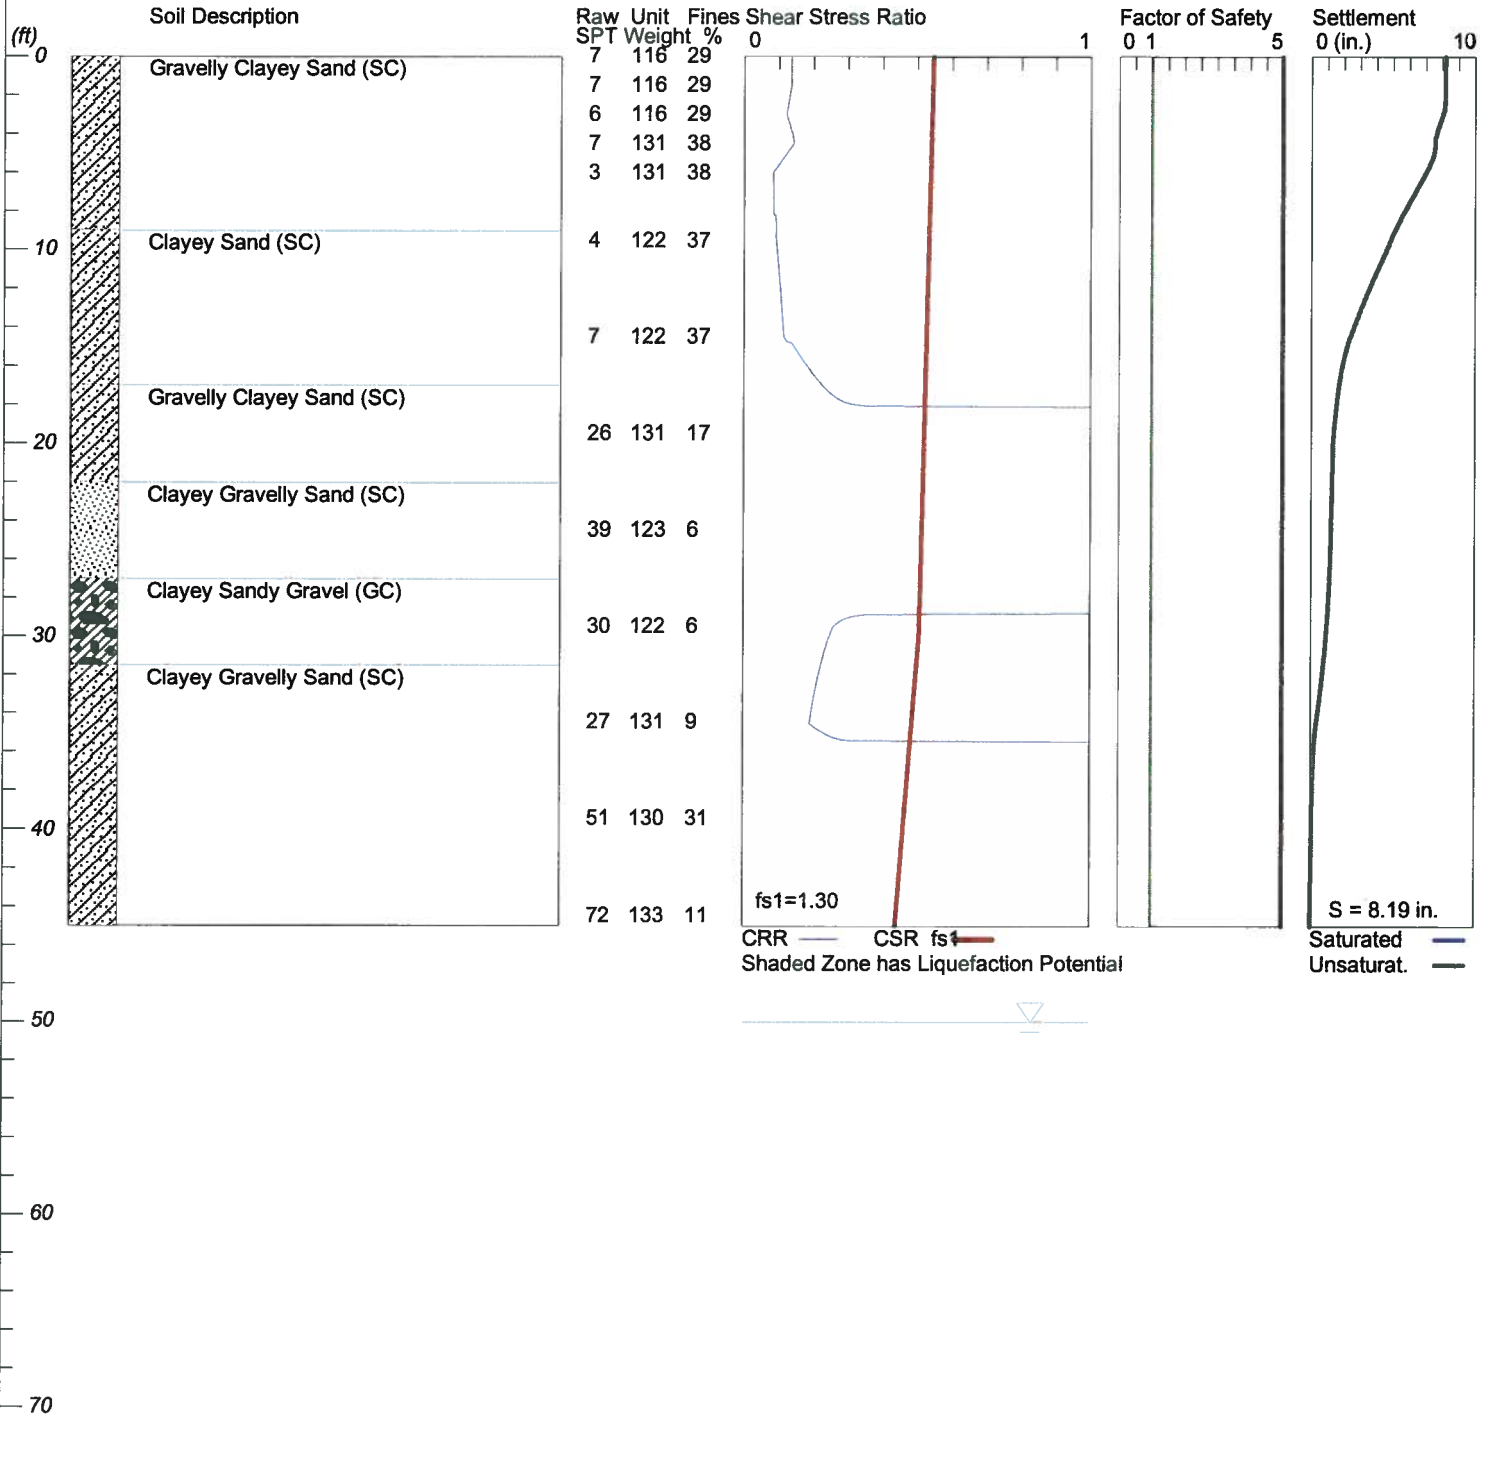 Soil Description Raw Unit Fines Shear Stress Ratio Factor of Safety Settlement
(ft) SPT Weight % 0 1 0 1 5 0 (in.) 10
0 7 116 29
Gravelly Clayey Sand (SC)
7 116 29
6 116 29
7 131 38
3 131 38
10 Clayey Sand (SC) 4 122 37
7 122 37
Gravelly Clayey Sand (SC)
20 26 131 17
Clayey Gravelly Sand (SC)
39 123 6
Clayey Sandy Gravel (GC)
30 30 122 6
Clayey Gravelly Sand (SC)
27 131 9
40 51 130 31
fs1=1.30
72 133 11 S = 8.19 in.
CRR CSR fs1 Saturated
Shaded Zone has Liquefaction Potential Unsaturat.
50
60
70